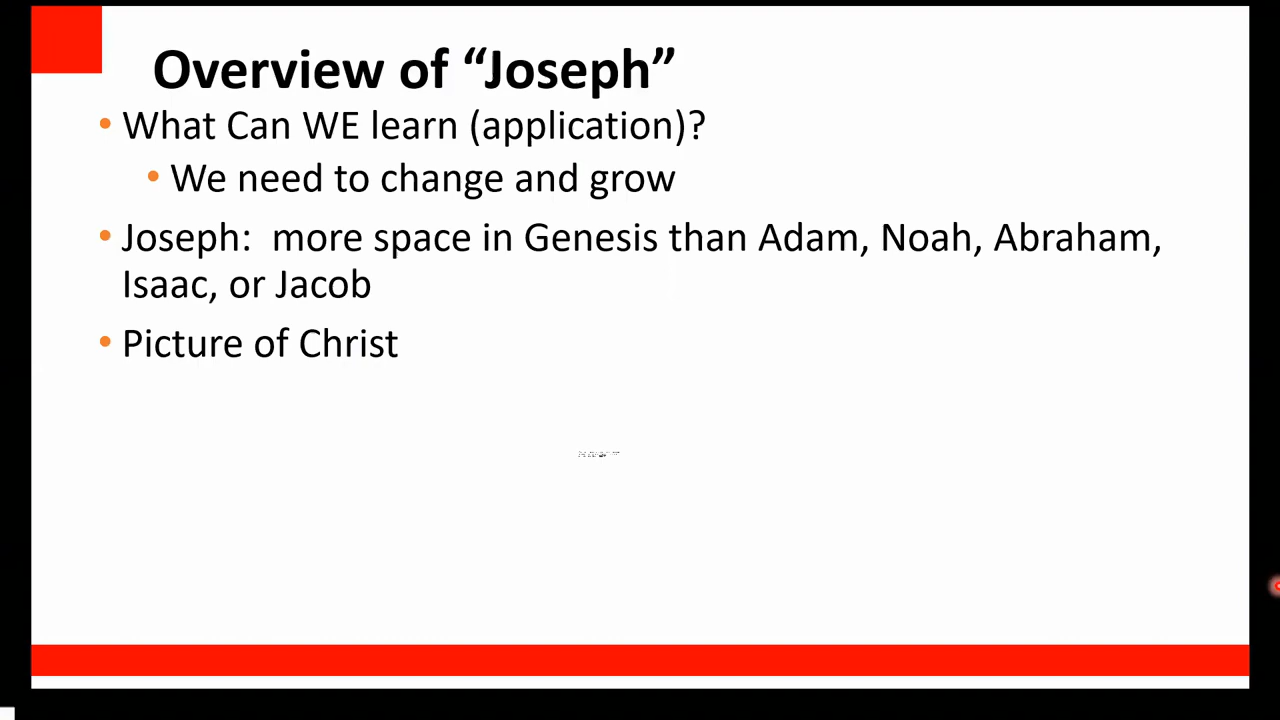 Overview of “Joseph”
• What Can WE learn (application)?
• We need to change and grow
• Joseph:  more space in Genesis than Adam, Noah, Abraham,
Isaac, or Jacob
• Picture of Christ